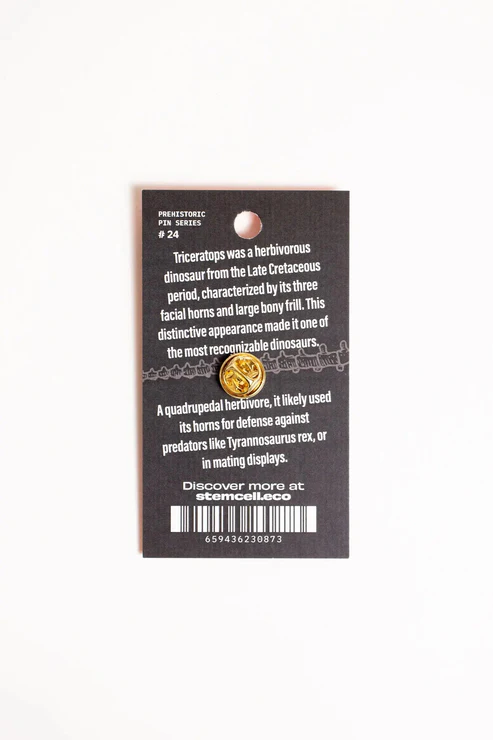 PREHISTORIC
PIN SERIES
# 24
Triceratops was a herbivorous
dinosaur from the Late Cretaceous
period, characterized by its three
facial horns and large bony frill. This
distinctive appearance made it one of
the most recognizable dinosaurs.
A quadrupedal herbivore, it likely used
its horns for defense against
predators like Tyrannosaurus rex, or
in mating displays.
Discover more at
stemcell.eco
659436230873